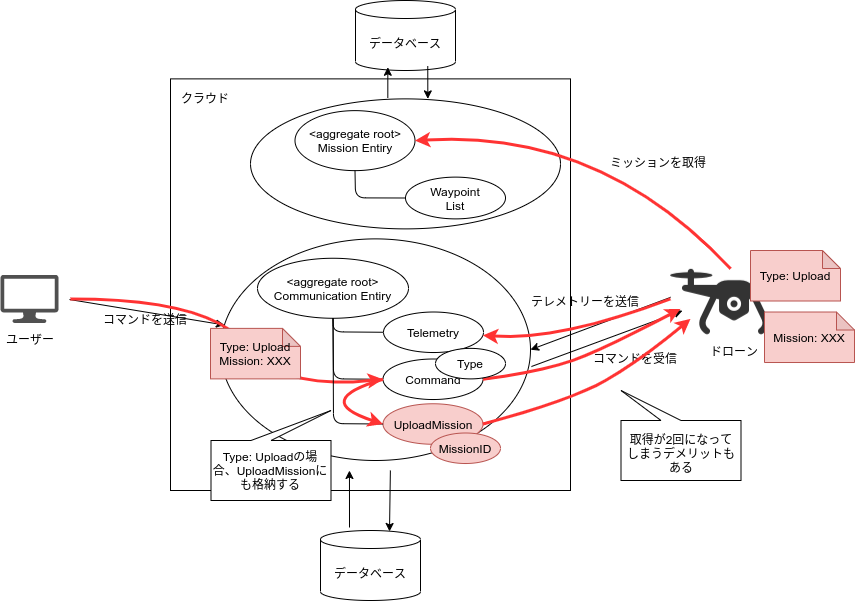 データベース
クラウド
<aggregate root>
Mission Entry
Waypoint
List
ミッションを取得
<aggregate root>
Communication Entry
Telemetry
Type
Command
UploadMission
MissionID
ユーザー
コマンドを送信
Type: Upload
Mission: XXX
テレメトリーを送信
コマンドを受信
ドローン
Type: Upload
Mission: XXX
Type: Uploadの場
合、UploadMissionに
も格納する
取得が2回になって
しまうデメリットも
ある
データベース